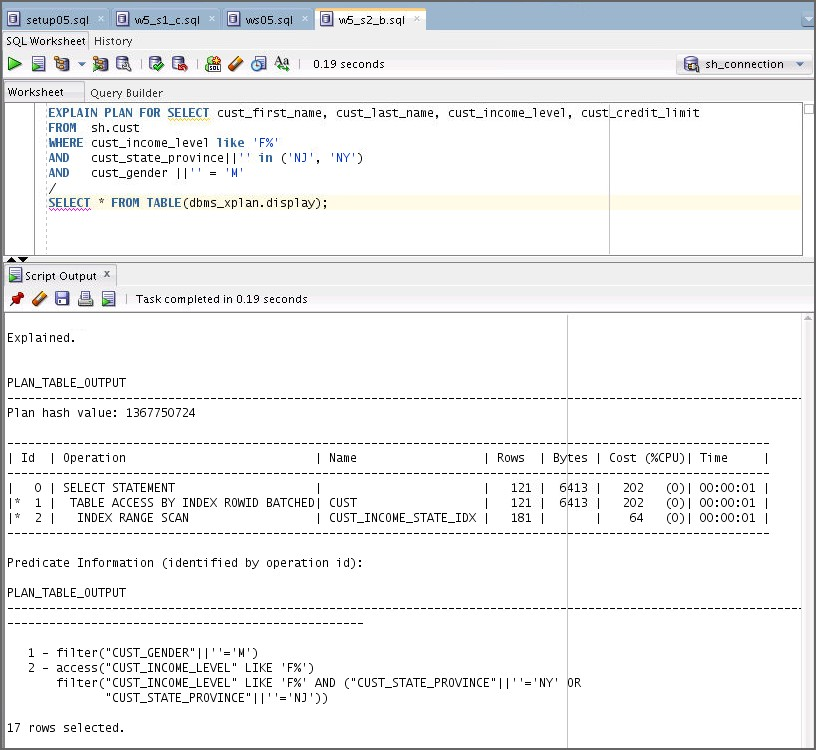 setup05.sql × w5_s1_c.sql × ws05.sql × w5_s2_b.sql ×
SQL Worksheet History
0.19 seconds sh_connection
Worksheet Query Builder
EXPLAIN PLAN FOR SELECT cust_first_name, cust_last_name, cust_income_level, cust_credit_limit
FROM  sh.cust
WHERE cust_income_level like 'F%'
AND   cust_state_province||'' in ('NJ', 'NY')
AND   cust_gender ||'' = 'M'
/
SELECT * FROM TABLE(dbms_xplan.display);
Script Output x
Task completed in 0.19 seconds
Explained.
PLAN_TABLE_OUTPUT
--------------------------------------------------------------------------------
Plan hash value: 1367750724
--------------------------------------------------------------------------------
| Id  | Operation                           | Name                  | Rows  | Bytes | Cost (%CPU)| Time     |
--------------------------------------------------------------------------------
|   0 | SELECT STATEMENT                    |                       |   121 |  6413 |   202   (0)| 00:00:01 |
|*  1 |  TABLE ACCESS BY INDEX ROWID BATCHED| CUST                  |   121 |  6413 |   202   (0)| 00:00:01 |
|*  2 |   INDEX RANGE SCAN                  | CUST_INCOME_STATE_IDX |   181 |       |    64   (0)| 00:00:01 |
--------------------------------------------------------------------------------
Predicate Information (identified by operation id):
PLAN_TABLE_OUTPUT
--------------------------------------------------------------------------------
---------------------------------------------------
1 - filter("CUST_GENDER"||''='M')
2 - access("CUST_INCOME_LEVEL" LIKE 'F%')
filter("CUST_INCOME_LEVEL" LIKE 'F%' AND ("CUST_STATE_PROVINCE"||''='NY' OR
"CUST_STATE_PROVINCE"||''='NJ'))
17 rows selected.